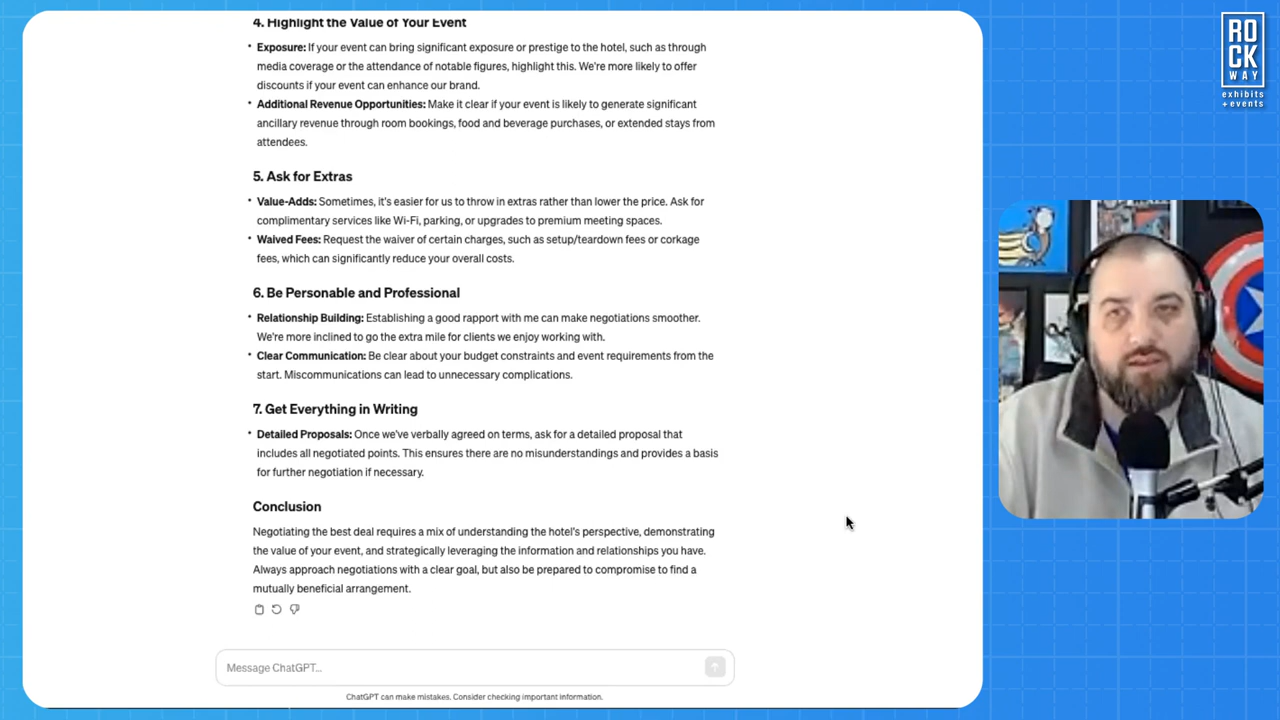 4. Highlight the Value of Your Event
• Exposure: If your event can bring significant exposure or prestige to the hotel, such as through
media coverage or the attendance of notable figures, highlight this. We're more likely to offer
discounts if your event can enhance our brand.
• Additional Revenue Opportunities: Make it clear if your event is likely to generate significant
ancillary revenue through room bookings, food and beverage purchases, or extended stays from
attendees.
5. Ask for Extras
• Value-Adds: Sometimes, it's easier for us to throw in extras rather than lower the price. Ask for
complimentary services like Wi-Fi, parking, or upgrades to premium meeting spaces.
• Waived Fees: Request the waiver of certain charges, such as setup/teardown fees or corkage
fees, which can significantly reduce your overall costs.
6. Be Personable and Professional
• Relationship Building: Establishing a good rapport with me can make negotiations smoother.
We're more inclined to go the extra mile for clients we enjoy working with.
• Clear Communication: Be clear about your budget constraints and event requirements from the
start. Miscommunications can lead to unnecessary complications.
7. Get Everything in Writing
• Detailed Proposals: Once we've verbally agreed on terms, ask for a detailed proposal that
includes all negotiated points. This ensures there are no misunderstandings and provides a basis
for further negotiation if necessary.
Conclusion
Negotiating the best deal requires a mix of understanding the hotel's perspective, demonstrating
the value of your event, and strategically leveraging the information and relationships you have.
Always approach negotiations with a clear goal, but also be prepared to compromise to find a
mutually beneficial arrangement.
Message ChatGPT...
ChatGPT can make mistakes. Consider checking important information.
RO
CK
WAY
exhibits
+ events